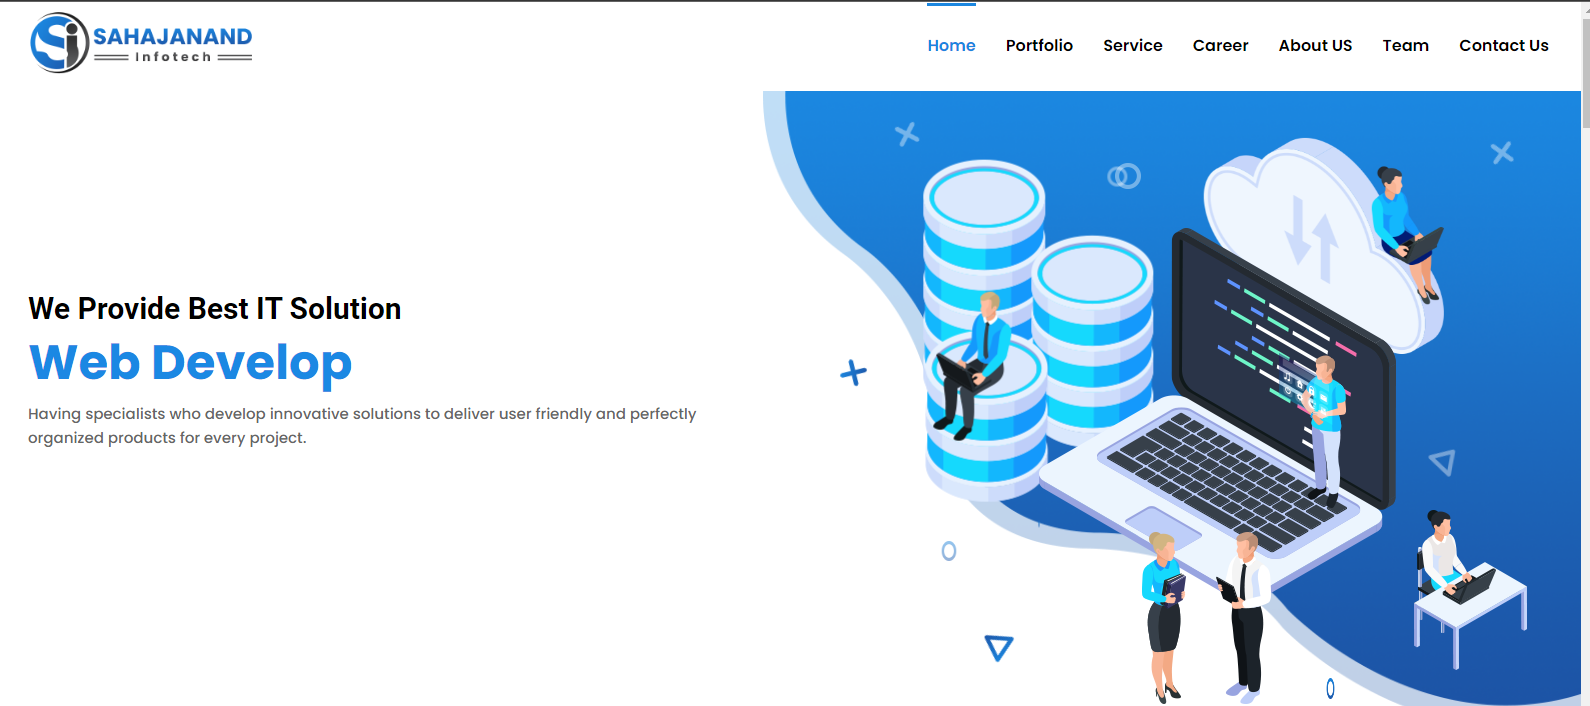 SAHAJANAND
Infotech
Home Portfolio Service Career About US Team Contact Us
We Provide Best IT Solution
Web Develop
Having specialists who develop innovative solutions to deliver user friendly and perfectly
organized products for every project.